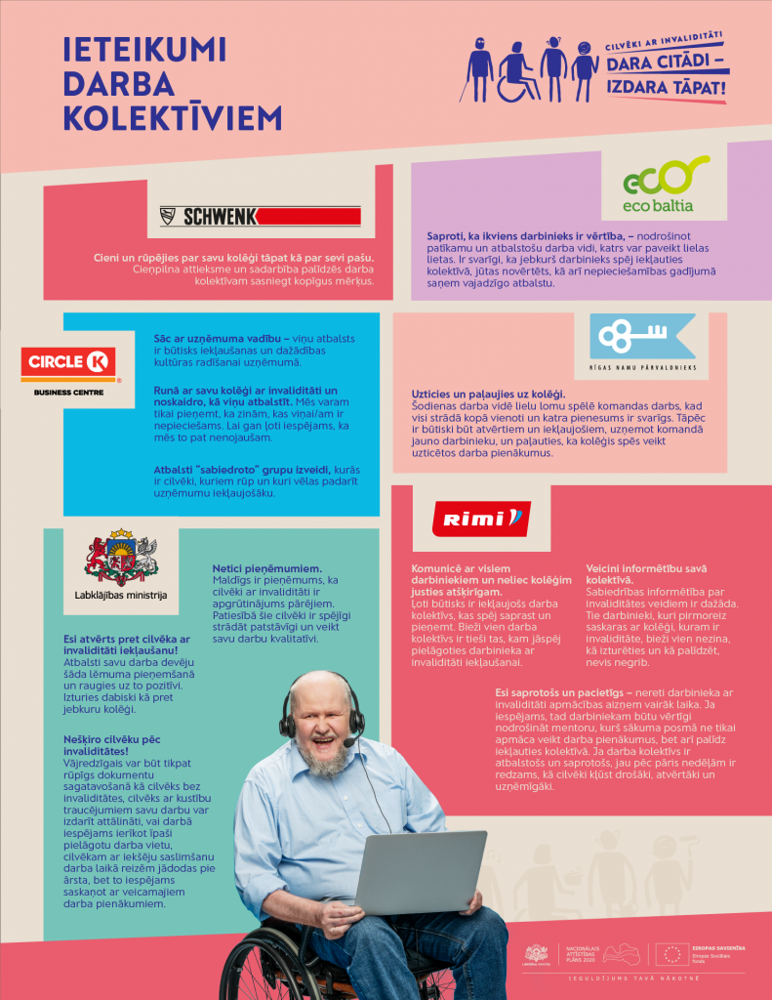 IETEIKUMI
DARBA
KOLEKTĪVIEM
CILVĒKI AR INVALIDITĀTI
DARA CITĀDI –
IZDARA TĀPAT!
SCHWENK
Cieni un rūpējies par savu kolēģi tāpat kā par sevi pašu.
Cieņpilna attieksme un sadarbība palīdzēs darba
kolektīvam sasniegt kopīgus mērķus.
eco
eco baltia
Saproti, ka ikviens darbinieks ir vērtība, – nodrošinot
patīkamu un atbalstošu darba vidi, katrs var paveikt lielas
lietas. Ir svarīgi, ka jebkurš darbinieks spēj iekļauties
kolektīvā, jūtas novērtēts, kā arī nepieciešamības gadījumā
saņem vajadzīgo atbalstu.
CIRCLE K
BUSINESS CENTRE
Sāc ar uzņēmuma vadību – viņu atbalsts
ir būtisks iekļaušanas un dažādības
kultūras radīšanai uzņēmumā.
Runā ar savu kolēģi ar invaliditāti un
noskaidro, kā viņu atbalstīt. Mēs varam
tikai pieņemt, ka zinām, kas viņai/am ir
nepieciešams. Lai gan ļoti iespējams, ka
mēs to pat nenojaušam.
Atbalsti "sabiedroto" grupu izveidi, kurās
ir cilvēki, kuriem rūp un kuri vēlas padarīt
uzņēmumu iekļaujošāku.
RĪGAS NAMU PĀRVALDNIEKS
Uzticies un paļaujies uz kolēģi.
Šodienas darba vidē lielu lomu spēlē komandas darbs, kad
visi strādā kopā vienoti un katra pienesums ir svarīgs. Tāpēc
ir būtiski būt atvērtiem un iekļaujošiem, uzņemot komandā
jauno darbinieku, un paļauties, ka kolēģis spēs veikt
uzticētos darba pienākumus.
Labklājības ministrija
Esi atvērts pret cilvēka ar
invaliditāti iekļaušanu!
Atbalsti savu darba devēju
šāda lēmuma pieņemšanā
un raugies uz to pozitīvi.
Izturies dabiski kā pret
jebkuru kolēģi.
Nešķiro cilvēku pēc
invaliditātes!
Vājredzīgais var būt tikpat
rūpīgs dokumentu
sagatavošanā kā cilvēks bez
invaliditātes, cilvēks ar kustību
traucējumiem savu darbu var
izdarīt attālināti, vai darbā
iespējams ierīkot īpaši
pielāgotu darba vietu,
cilvēkam ar iekšēju saslimšanu
darba laikā reizēm jādodas pie
ārsta, bet to iespējams
saskaņot ar veicamajiem
darba pienākumiem.
Netici pieņēmumiem.
Maldīgs ir pieņēmums, ka
cilvēki ar invaliditāti ir
apgrūtinājums pārējiem.
Patiesībā šie cilvēki ir spējīgi
strādāt patstāvīgi un veikt
savu darbu kvalitatīvi.
RIMI
Komunicē ar visiem
darbiniekiem un neliec kolēģim
justies atšķirīgam.
Ļoti būtisks ir iekļaujošs darba
kolektīvs, kas spēj saprast un
pieņemt. Bieži vien darba
kolektīvs ir tieši tas, kam jāspēj
pielāgoties darbinieka ar
invaliditāti iekļaušanai.
Veicini informētību savā
kolektīvā.
Sabiedrības informētība par
invaliditātes veidiem ir dažāda.
Tie darbinieki, kuri pirmoreiz
saskaras ar kolēģi, kuram ir
invaliditāte, bieži vien nezina,
kā izturēties un kā palīdzēt,
nevis negrib.
Esi saprotošs un pacietīgs – nereti darbinieka ar
invaliditāti apmācības aizņem vairāk laika. Ja
iespējams, tad darbiniekam būtu vērtīgi
nodrošināt mentoru, kurš sākuma posmā ne tikai
apmāca veikt darba pienākumus, bet arī palīdz
iekļauties kolektīvā. Ja darba kolektīvs ir
atbalstošs un saprotošs, jau pēc pāris nedēļām ir
redzams, kā cilvēki kļūst drošāki, atvērtāki un
uzņēmīgāki.
NACIONĀLAIS
ATTĪSTĪBAS
PLĀNS 2020
EIROPAS SAVIENĪBA
Eiropas Sociālais
fonds
IEGULDĪJUMS TAVĀ NĀKOTNĒ